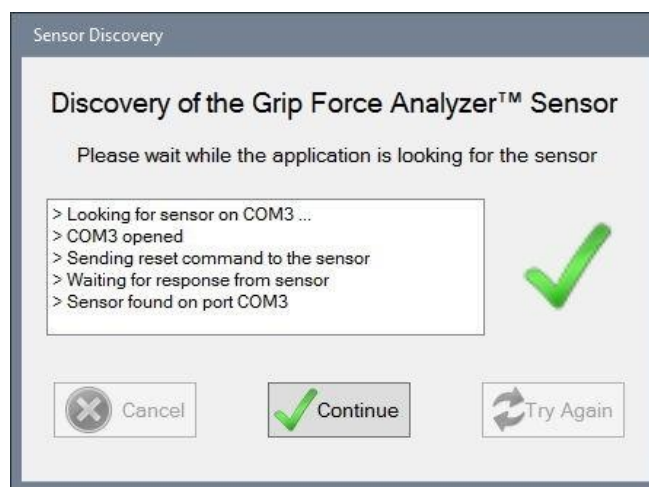 Sensor Discovery
Discovery of the Grip Force Analyzer™ Sensor
Please wait while the application is looking for the sensor
> Looking for sensor on COM3 ...
> COM3 opened
> Sending reset command to the sensor
> Waiting for response from sensor
> Sensor found on port COM3
Cancel
Continue
Try Again